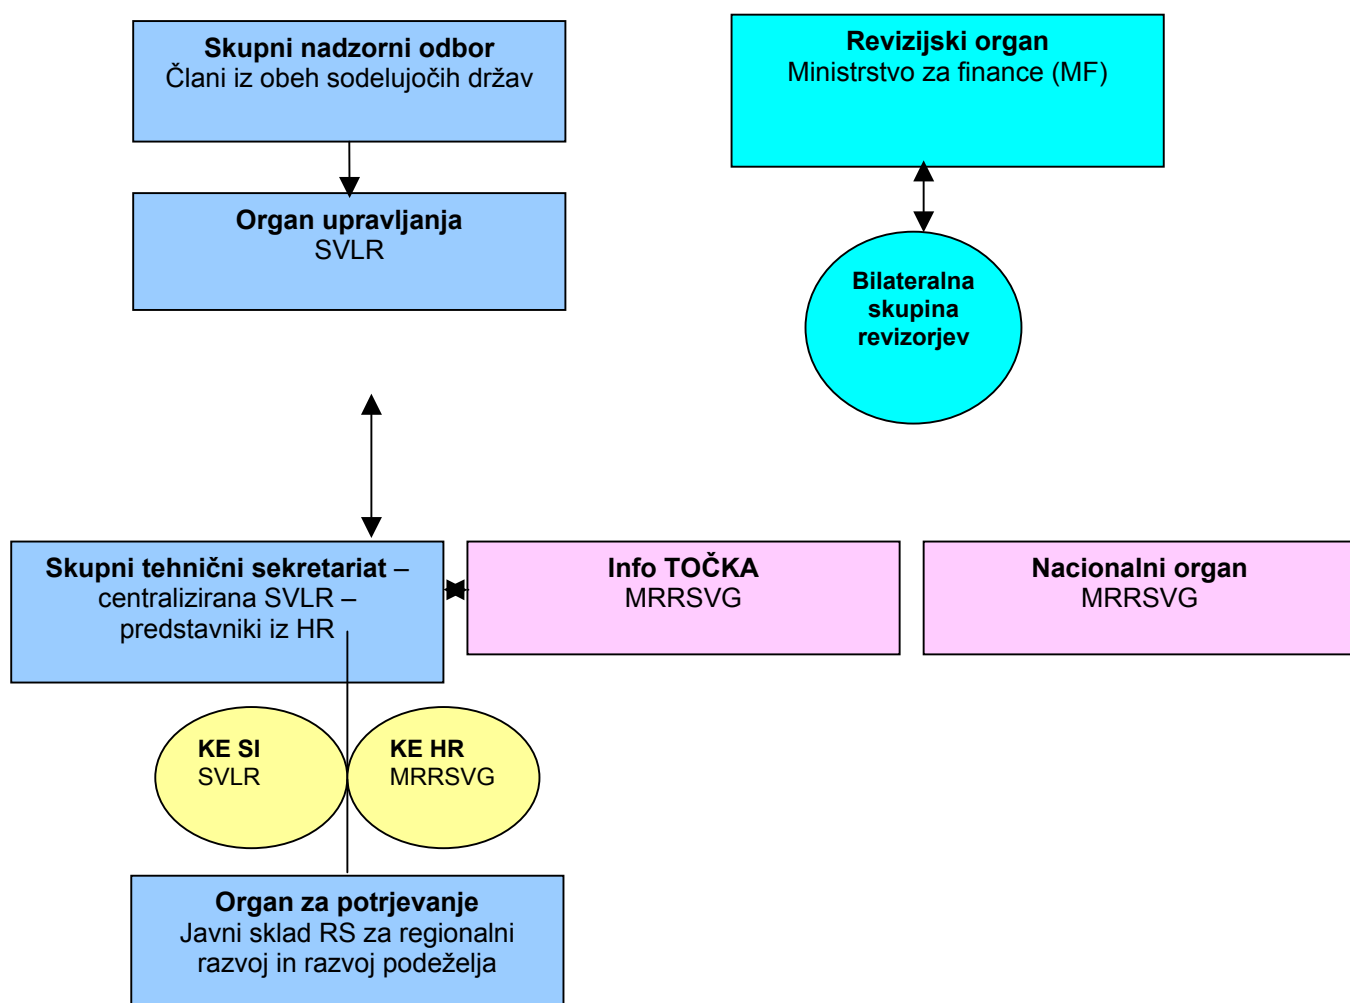 Skupni nadzorni odbor
Člani iz obeh sodelujočih držav
Revizijski organ
Ministrstvo za finance (MF)
Organ upravljanja
SVLR
Bilateralna
skupina
revizorjev
Skupni tehnični sekretariat –
centralizirana SVLR –
predstavniki iz HR
Info TOČKA
MRRSVG
Nacionalni organ
MRRSVG
KE SI
SVLR
KE HR
MRRSVG
Organ za potrjevanje
Javni sklad RS za regionalni
razvoj in razvoj podeželja